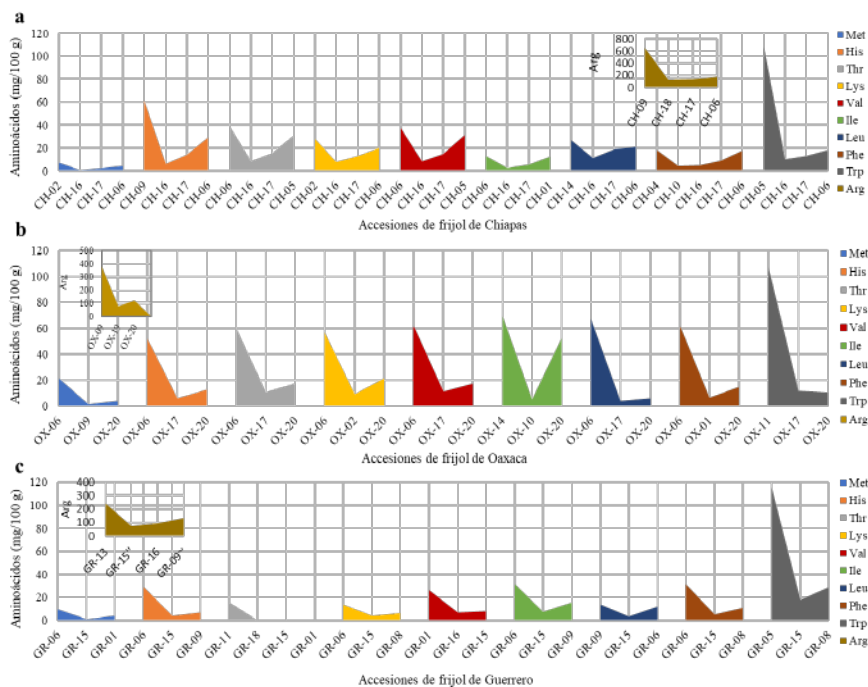 a
120
100
80
60
40
20
0
Aminoácidos (mg/100 g)
Arg
800
600
400
200
0
CH-09 CH-18 CH-17 CH-06
CH-02 CH-16 CH-17 CH-06 CH-09 CH-16 CH-17 CH-06 CH-06 CH-16 CH-17 CH-05 CH-02 CH-16 CH-17 CH-06 CH-06 CH-16 CH-17 CH-05 CH-06 CH-16 CH-17 CH-01 CH-14 CH-16 CH-17 CH-06 CH-04 CH-10 CH-16 CH-17 CH-06 CH-05 CH-16 CH-17 CH-06
Accesiones de frijol de Chiapas
Met
His
Thr
Lys
Val
Ile
Leu
Phe
Trp
Arg
b
120
100
80
60
40
20
0
Aminoácidos (mg/100 g)
Arg
500
400
300
200
100
0
OX-09 OX-19 OX-20
OX-06 OX-09 OX-20 OX-06 OX-17 OX-20 OX-06 OX-17 OX-20 OX-06 OX-02 OX-20 OX-06 OX-17 OX-20 OX-14 OX-10 OX-20 OX-06 OX-17 OX-20 OX-06 OX-01 OX-20 OX-11 OX-17 OX-20
Accesiones de frijol de Oaxaca
Met
His
Thr
Lys
Val
Ile
Leu
Phe
Trp
Arg
c
120
100
80
60
40
20
0
Aminoácidos (mg/100 g)
Arg
400
300
200
100
0
GR-13 GR-15" GR-16 GR-09"
GR-06 GR-15 GR-01 GR-06 GR-15 GR-09 GR-11 GR-18 GR-15 GR-01 GR-06 GR-15 GR-08 GR-01 GR-16 GR-15 GR-06 GR-15 GR-09 GR-09 GR-15 GR-06 GR-06 GR-15 GR-08 GR-05 GR-15 GR-08
Accesiones de frijol de Guerrero
Met
His
Thr
Lys
Val
Ile
Leu
Phe
Trp
Arg